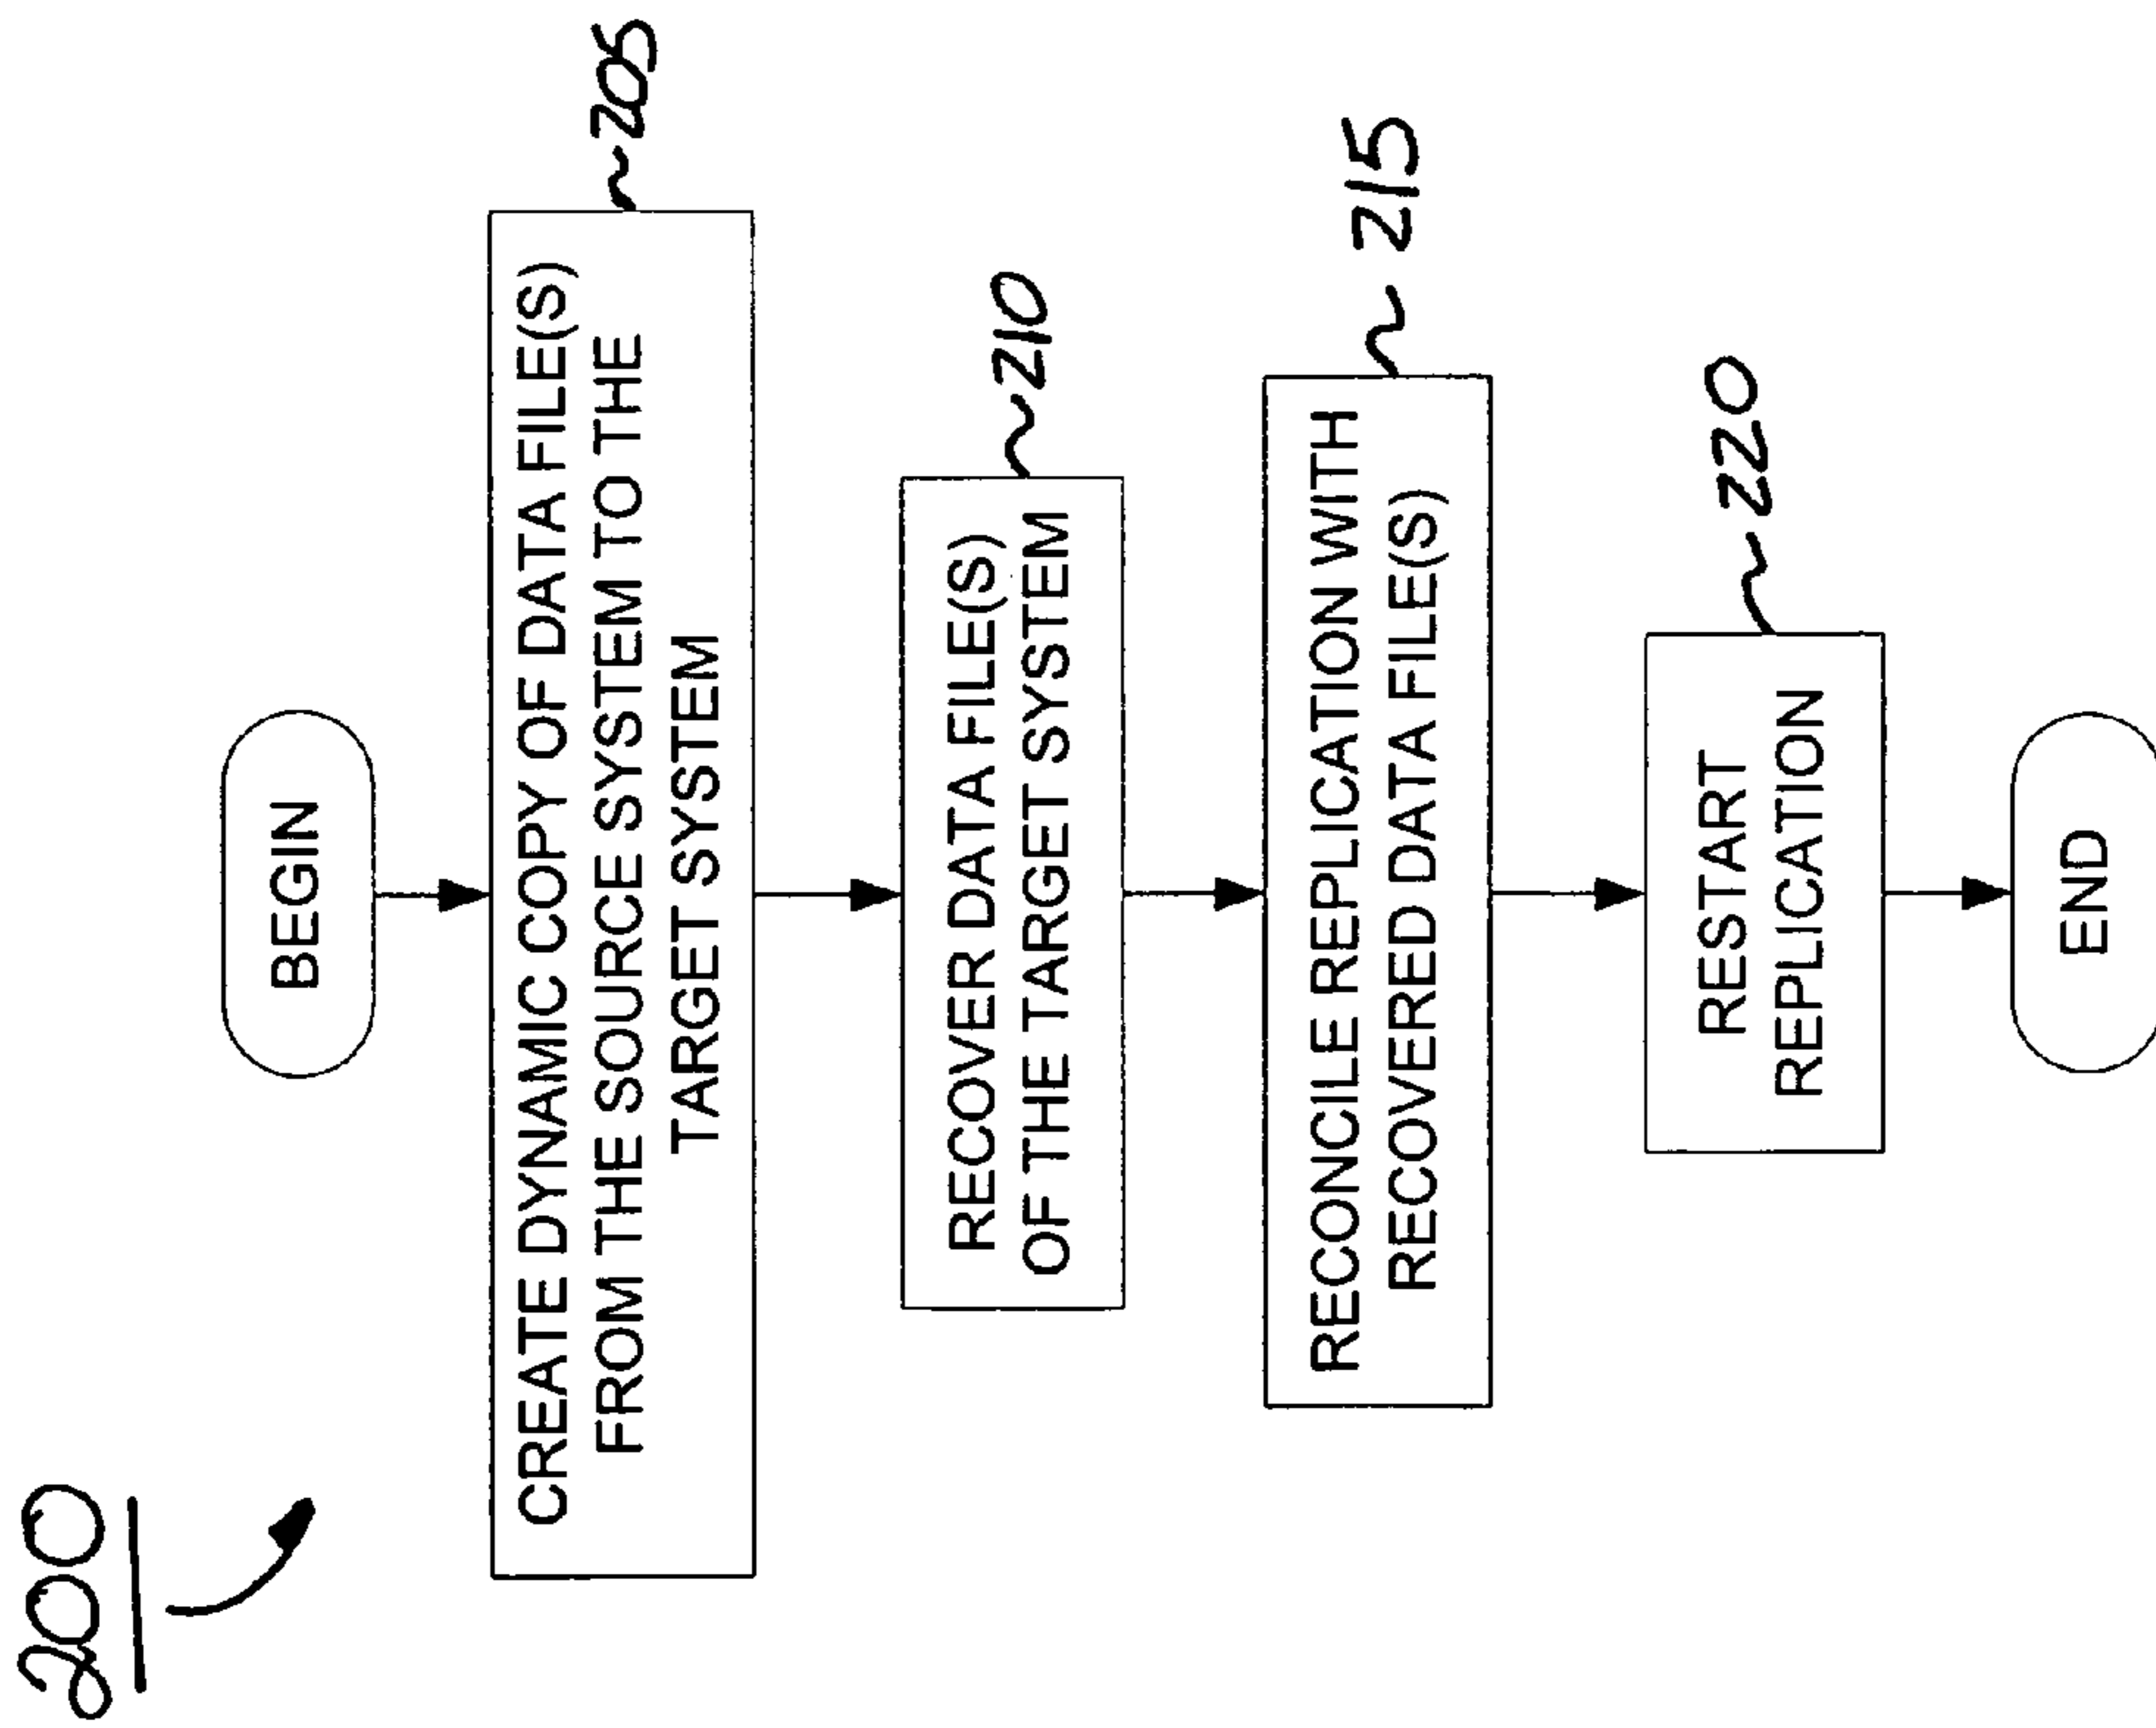 200
BEGIN
CREATE DYNAMIC COPY OF DATA FILE(S)
FROM THE SOURCE SYSTEM TO THE
TARGET SYSTEM
205
RECOVER DATA FILE(S)
OF THE TARGET SYSTEM
210
RECONCILE REPLICATION WITH
RECOVERED DATA FILE(S)
215
RESTART
REPLICATION
220
END